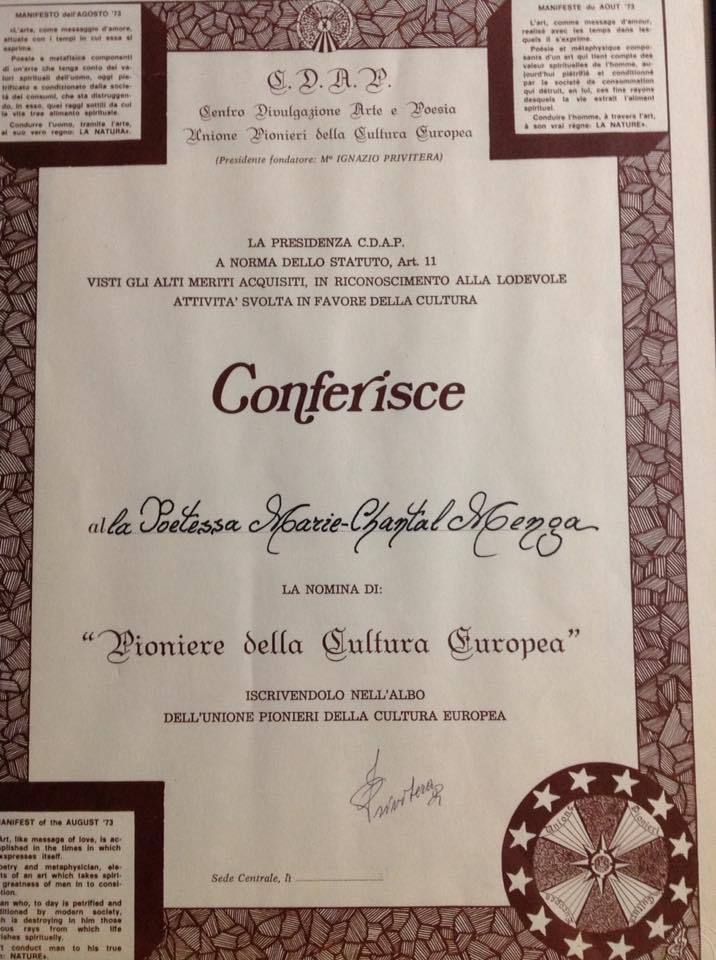 MANIFESTO dell'AGOSTO '73
«L'arte, come messaggio d'amore,
attuate con i tempi in cui essa si
esprime.
Poesia e metafisica componenti
di un'arte che tenga conto dei va-
lori spirituali dell'uomo, oggi pie-
trificato e condizionato dalla socie-
tà dei consumi, che sta distruggen-
do, in esso, quei raggi sottili da cui
la vita trae alimento spirituale.
Condurre l'uomo, tramite l'arte,
al suo vero regno: LA NATURA».
MANIFESTE du AOUT '73
L'art, comme message d'amour,
realisé avec les temps dans les-
quels il s'exprime.
Poésie et métaphysique compo-
sants d'un art qui tient compte des
valeur spirituelles de l'homme, au-
jourd'hui plétrifié et conditionné
par la société de consommation
qui détruit, en lui, ces fins rayons
desquels la vie extrait l'aliment
spirituel.
Conduire l'homme, à travers l'art,
à son vrai règne: LA NATURE».
C. D. A. P.
Centro Divulgazione Arte e Poesia
Unione Pionieri della Cultura Europea
(Presidente fondatore: Mº IGNAZIO PRIVITERA)
LA PRESIDENZA C.D.A.P.
A NORMA DELLO STATUTO, Art. 11
VISTI GLI ALTI MERITI ACQUISITI, IN RICONOSCIMENTO ALLA LODEVOLE
ATTIVITA' SVOLTA IN FAVORE DELLA CULTURA
Conferisce
alla Poetessa Marie-Chantal Menga
LA NOMINA DI:
"Pioniere della Cultura Europea"
ISCRIVENDOLO NELL'ALBO
DELL'UNIONE PIONIERI DELLA CULTURA EUROPEA
Privitera
Sede Centrale, lì
ANIFEST of the AUGUST '73
Art, like message of love, is ac-
plished in the times in which
expresses itself.
oetry and metaphysician, ele-
ts of an art which takes spiri-
greatness of men in to consi-
tion.
an who, to day is petrified and
ditioned by modern society,
h is destroying in him those
ous rays from which life
ishes spiritually.
t conduct man to his true
: NATURE».
Unione Pionieri